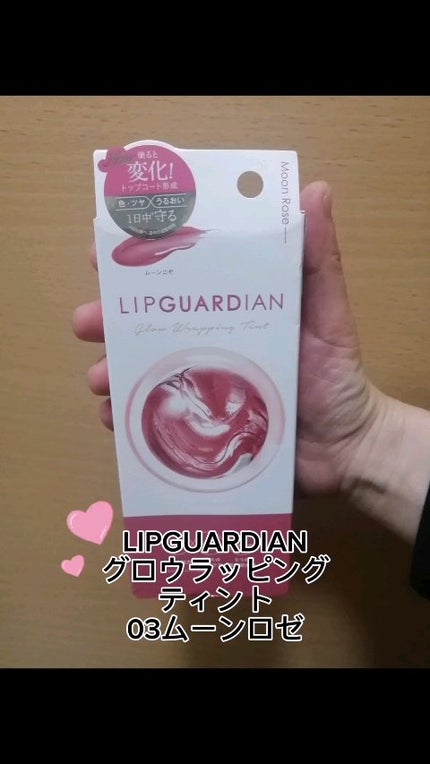 塗ると
変化!
トップコート形成
色・ツヤ×うるおい
1日中*守る
Moon Rose
ムーンロゼ
LIPGUARDIAN
Glow Wrapping Tint
LIPGUARDIAN
グロウラッピング
ティント
03ムーンロゼ